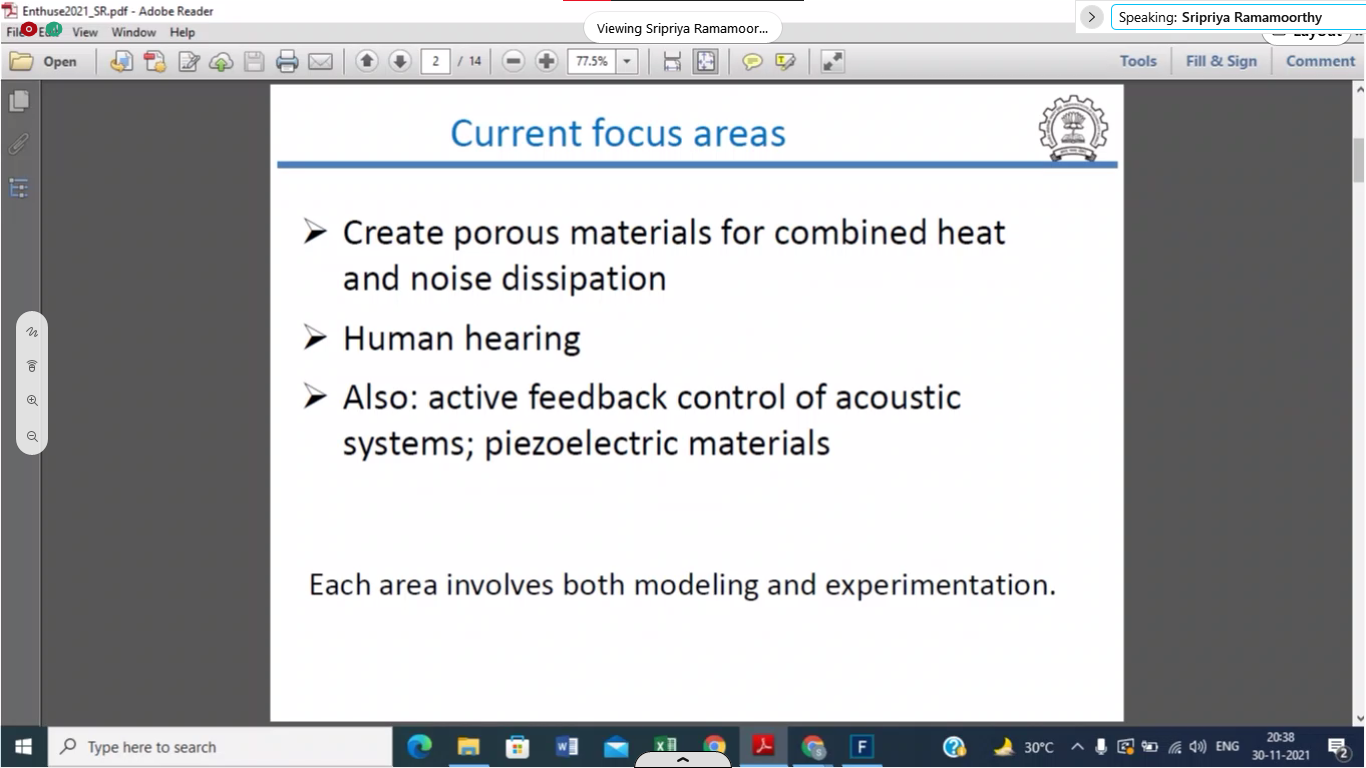 Enthuse2021_SR.pdf - Adobe Reader
View Window Help
Viewing Sripriya Ramamoor...
Speaking: Sripriya Ramamoorthy
Layout
Open
2 / 14
77.5%
Tools Fill & Sign Comment
Current focus areas
Create porous materials for combined heat
and noise dissipation
Human hearing
Also: active feedback control of acoustic
systems; piezoelectric materials
Each area involves both modeling and experimentation.
Type here to search
30°C
ENG
20:38
30-11-2021
2